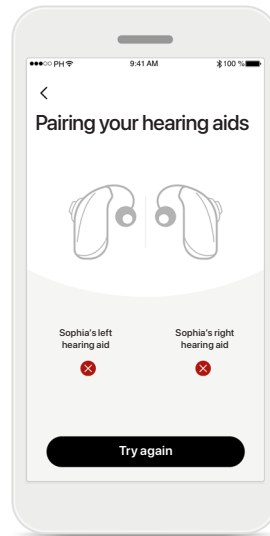 PH 9:41 AM 100 %
Pairing your hearing aids
Sophia's left
hearing aid
Sophia's right
hearing aid
Try again